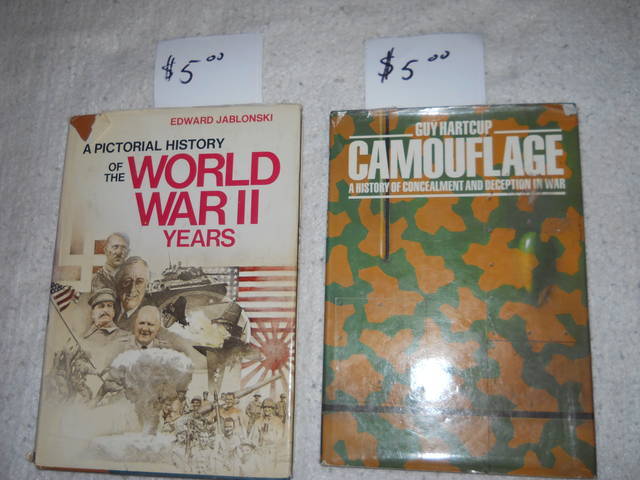 $5.00
$5.00
EDWARD JABLONSKI
A PICTORIAL HISTORY
OF THE WORLD
WAR II
YEARS
GUY HARTCUP
CAMOUFLAGE
A HISTORY OF CONCEALMENT AND DECEPTION IN WAR